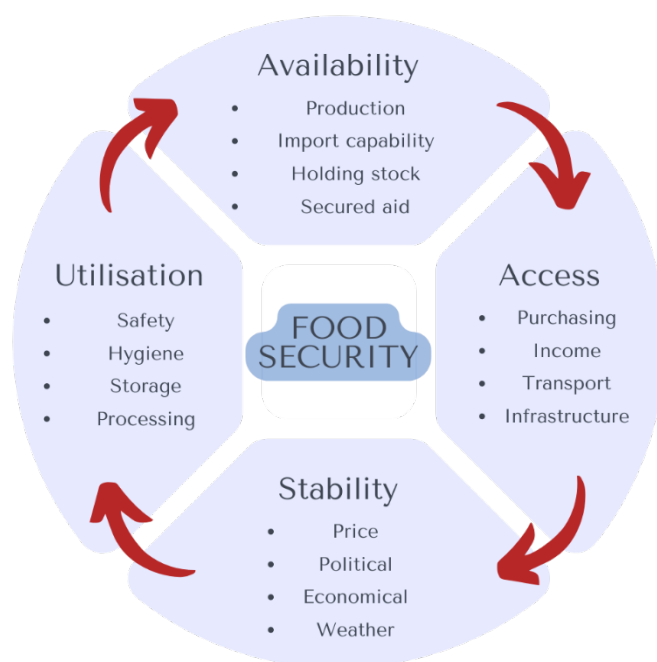 Availability
• Production
• Import capability
• Holding stock
• Secured aid
Utilisation
• Safety
• Hygiene
• Storage
• Processing
FOOD
SECURITY
Access
• Purchasing
• Income
• Transport
• Infrastructure
Stability
• Price
• Political
• Economical
• Weather